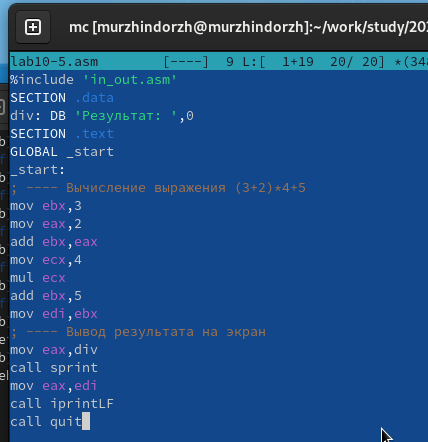 mc [murzhindorzh@murzhindorzh]:~/work/study/202
lab10-5.asm [----] 9 L:[ 1+19 20/ 20] *(348
%include 'in_out.asm'
SECTION .data
div: DB 'Результат: ',0
SECTION .text
GLOBAL _start
_start:
; ---- Вычисление выражения (3+2)*4+5
mov ebx,3
mov eax,2
add ebx,eax
mov ecx,4
mul ecx
add ebx,5
mov edi,ebx
; ---- Вывод результата на экран
mov eax,div
call sprint
mov eax,edi
call iprintLF
call quit